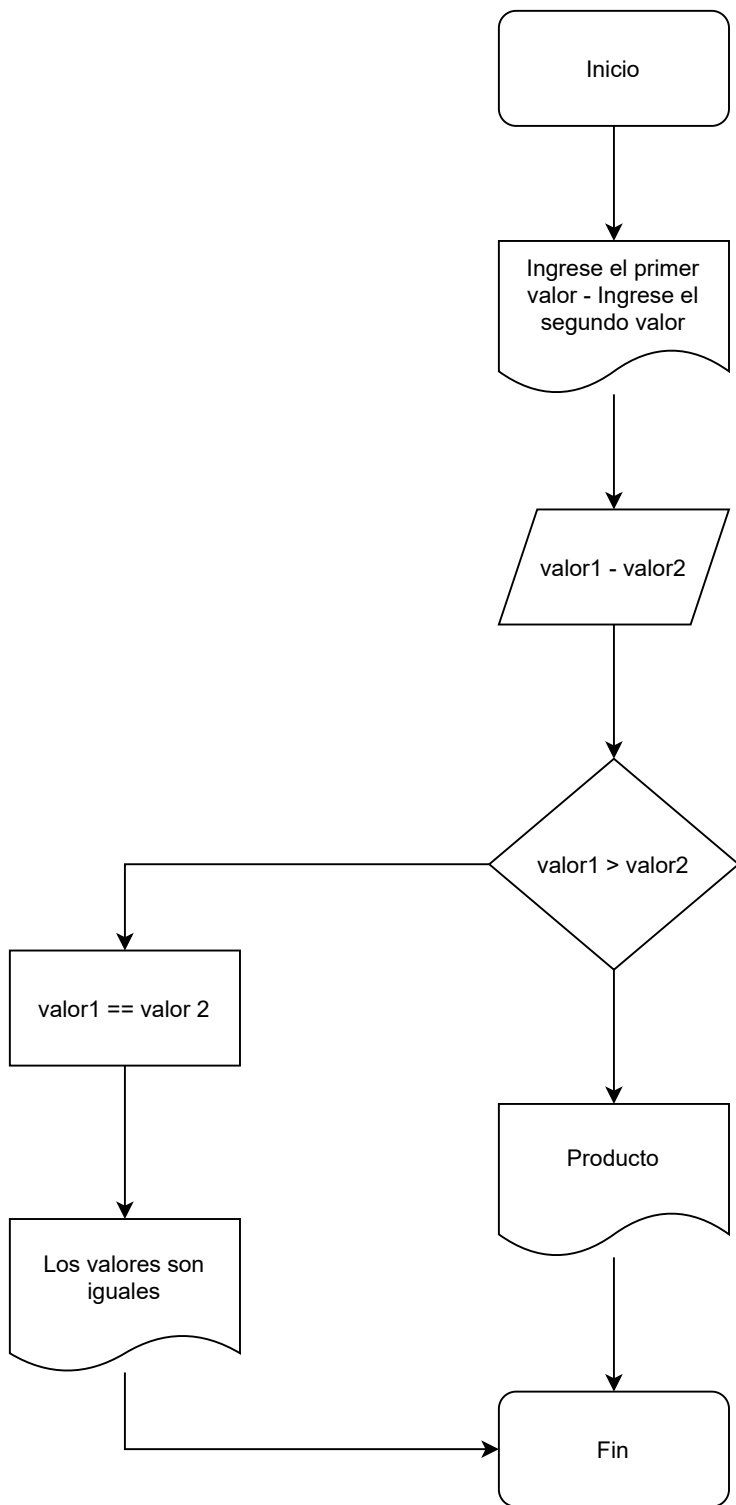 Inicio
Ingrese el primer
valor - Ingrese el
segundo valor
valor1 - valor2
valor1 > valor2
valor1 == valor 2
Producto
Los valores son
iguales
Fin